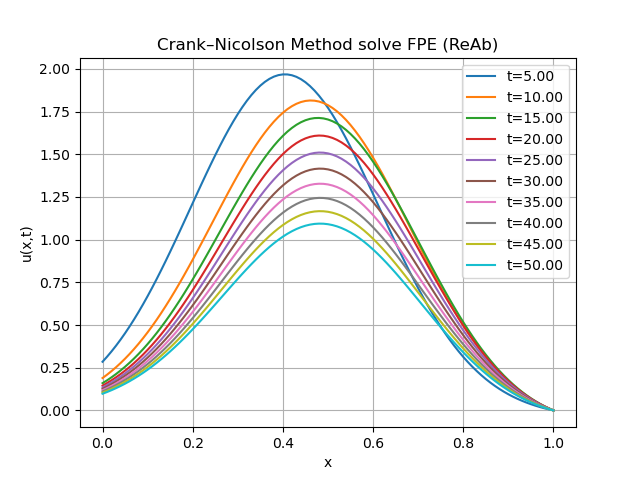 Crank–Nicolson Method solve FPE (ReAb)
u(x,t)
2.00
1.75
1.50
1.25
1.00
0.75
0.50
0.25
0.00
t=5.00
t=10.00
t=15.00
t=20.00
t=25.00
t=30.00
t=35.00
t=40.00
t=45.00
t=50.00
0.0 0.2 0.4 0.6 0.8 1.0
x